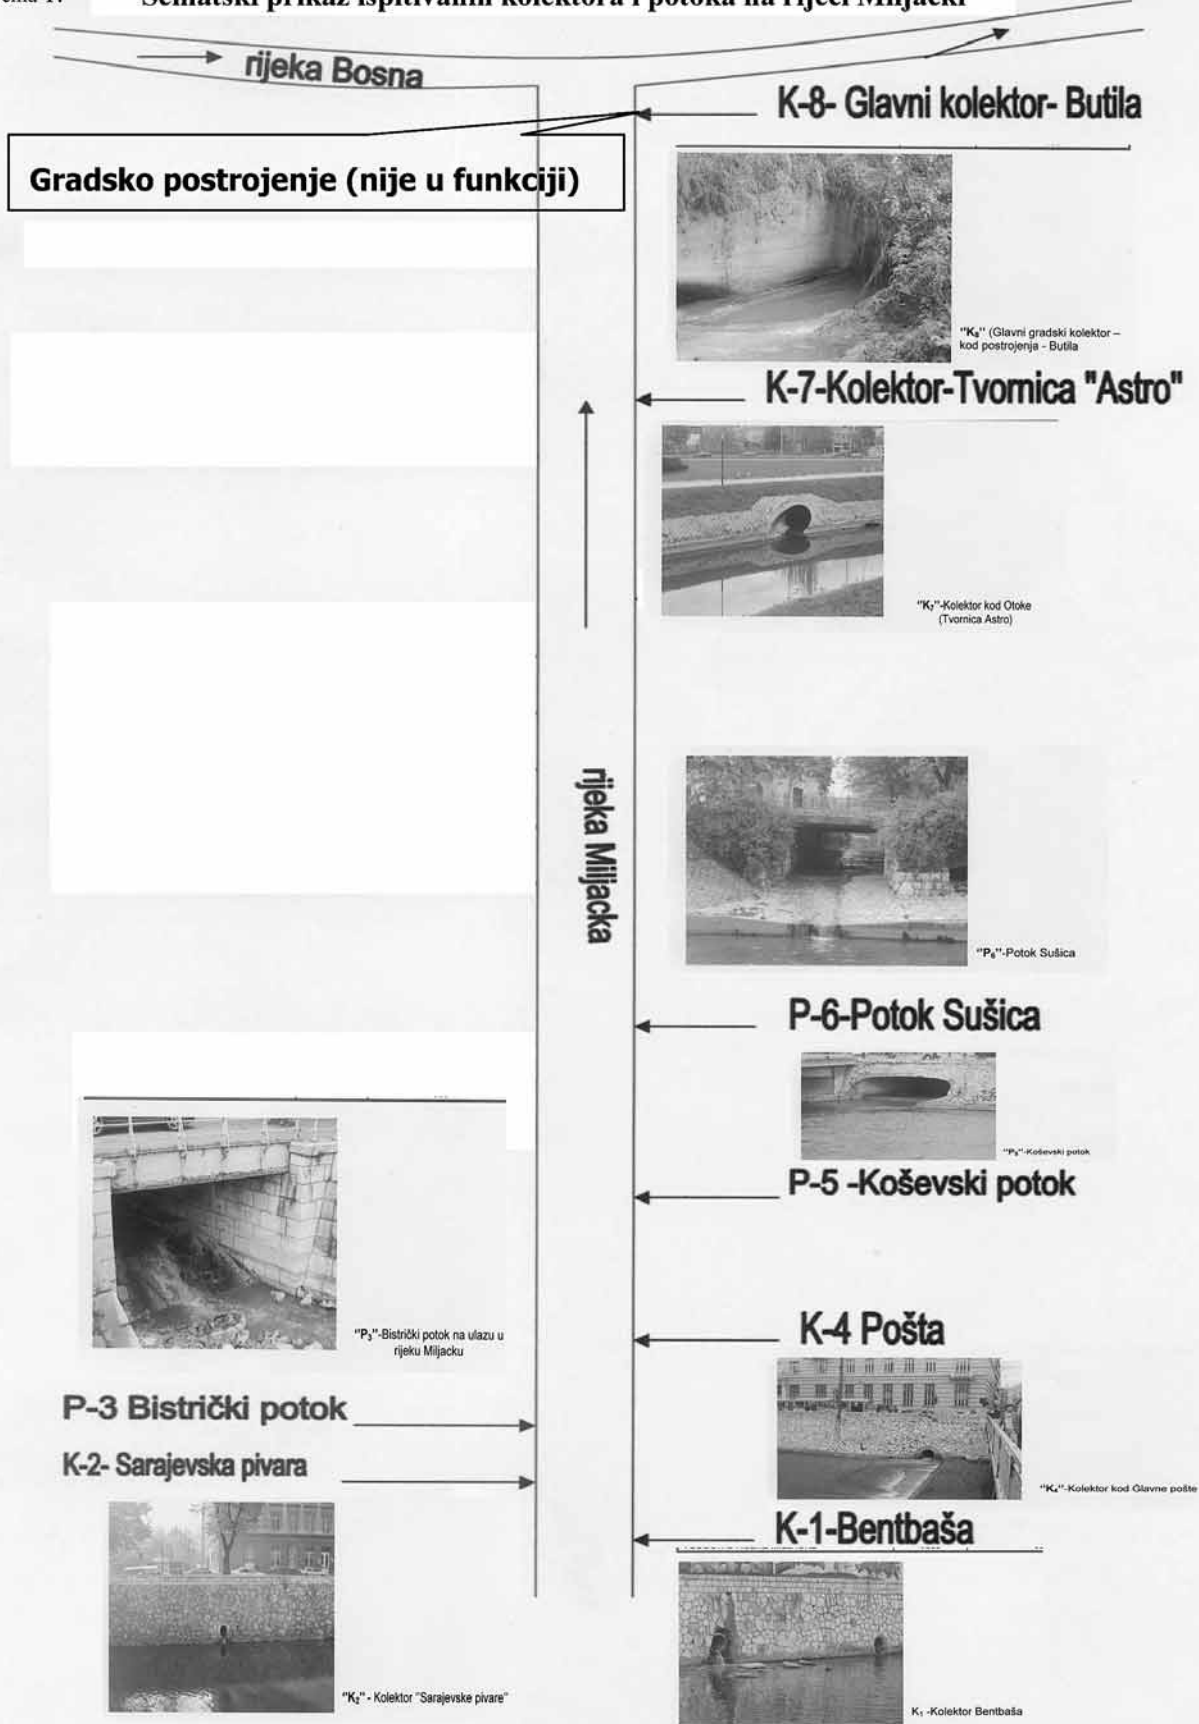 Šematski prikaz ispitivanih kolektora i potoka na rijeci Miljacki
rijeka Bosna
K-8- Glavni kolektor- Butila
Gradsko postrojenje (nije u funkciji)
"K8" (Glavni gradski kolektor –
kod postrojenja - Butila
K-7-Kolektor-Tvornica "Astro"
"K7"-Kolektor kod Otoke
(Tvornica Astro)
rijeka Miljacka
"P6"-Potok Sušica
P-6-Potok Sušica
"P5"-Koševski potok
P-5 -Koševski potok
"P3"-Bistrički potok na ulazu u
rijeku Miljacku
K-4 Pošta
P-3 Bistrički potok
K-2- Sarajevska pivara
"K4"-Kolektor kod Glavne pošte
K-1-Bentbaša
"K2" - Kolektor "Sarajevske pivare"
K1 -Kolektor Bentbaša